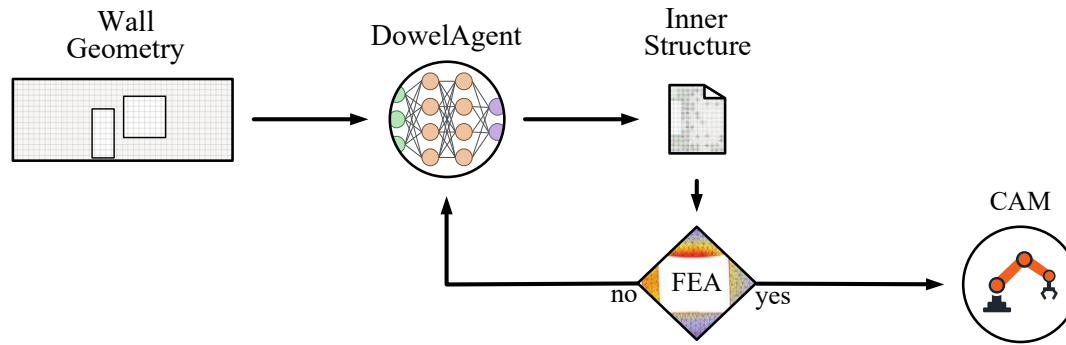 Wall
Geometry
DowelAgent
Inner
Structure
CAM
FEA
no
yes